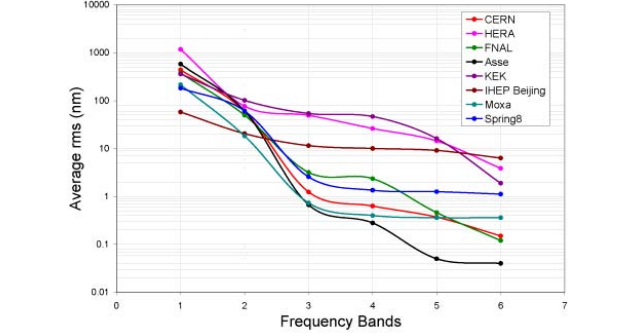 10000
1000
100
10
1
0.1
0.01
Average rms (nm)
CERN
HERA
FNAL
Asse
KEK
IHEP Beijing
Moxa
Spring8
0 1 2 3 4 5 6 7
Frequency Bands